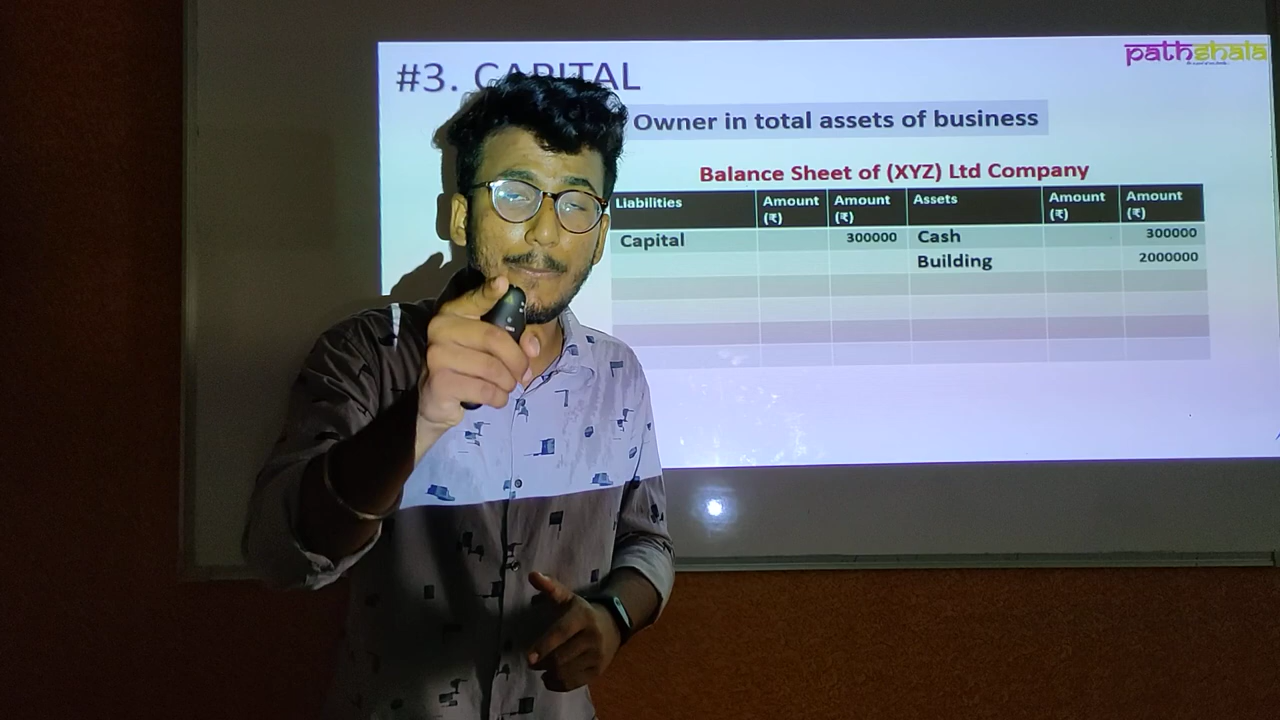 pathshala
#3. CAPITAL
Owner in total assets of business
Balance Sheet of (XYZ) Ltd Company
Liabilities Amount (₹) Amount (₹) Assets Amount (₹) Amount (₹)
Capital 300000 Cash 300000
Building 2000000